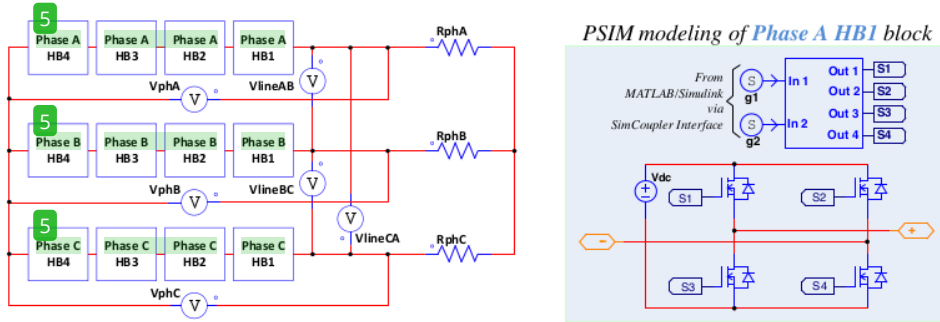 5
Phase A Phase A Phase A Phase A
HB4 HB3 HB2 HB1
RphA
VphA V
V VlineAB
5
Phase B Phase B Phase B Phase B
HB4 HB3 HB2 HB1
RphB
VphB V
V VlineBC
5
V VlineCA
Phase C Phase C Phase C Phase C
HB4 HB3 HB2 HB1
RphC
VphC V
PSIM modeling of Phase A HB1 block
From
MATLAB/Simulink
via
SimCoupler Interface
S g1
S g2
In 1
In 2
Out 1 S1
Out 2 S2
Out 3 S3
Out 4 S4
Vdc
+
S1 S2
- +
S3 S4